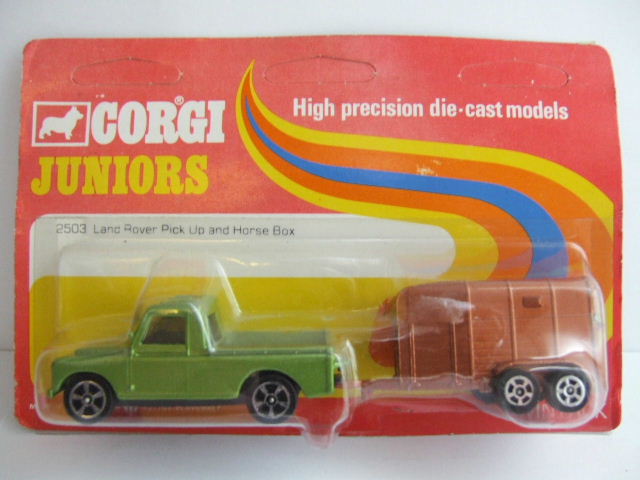 CORGI®
JUNIORS
High precision die-cast models
2503 Land Rover Pick Up and Horse Box